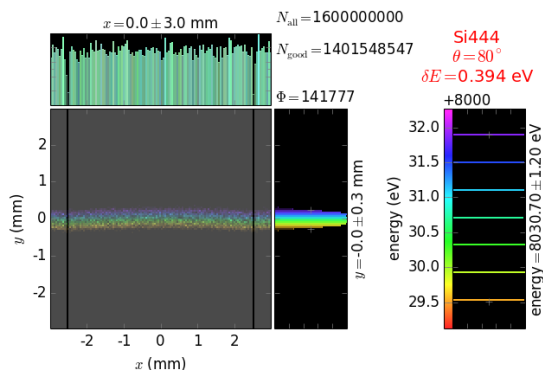 x=0.0±3.0 mm
N_all = 1600000000
N_good = 1401548547
Φ=141777
Si444
θ=80°
δE=0.394 eV
+8000
2
1
0
-1
-2
y (mm)
-2
-1
0
1
2
x (mm)
y=-0.0±0.3 mm
32.0
31.5
31.0
30.5
30.0
29.5
energy (eV)
energy=8030.70±1.20 eV